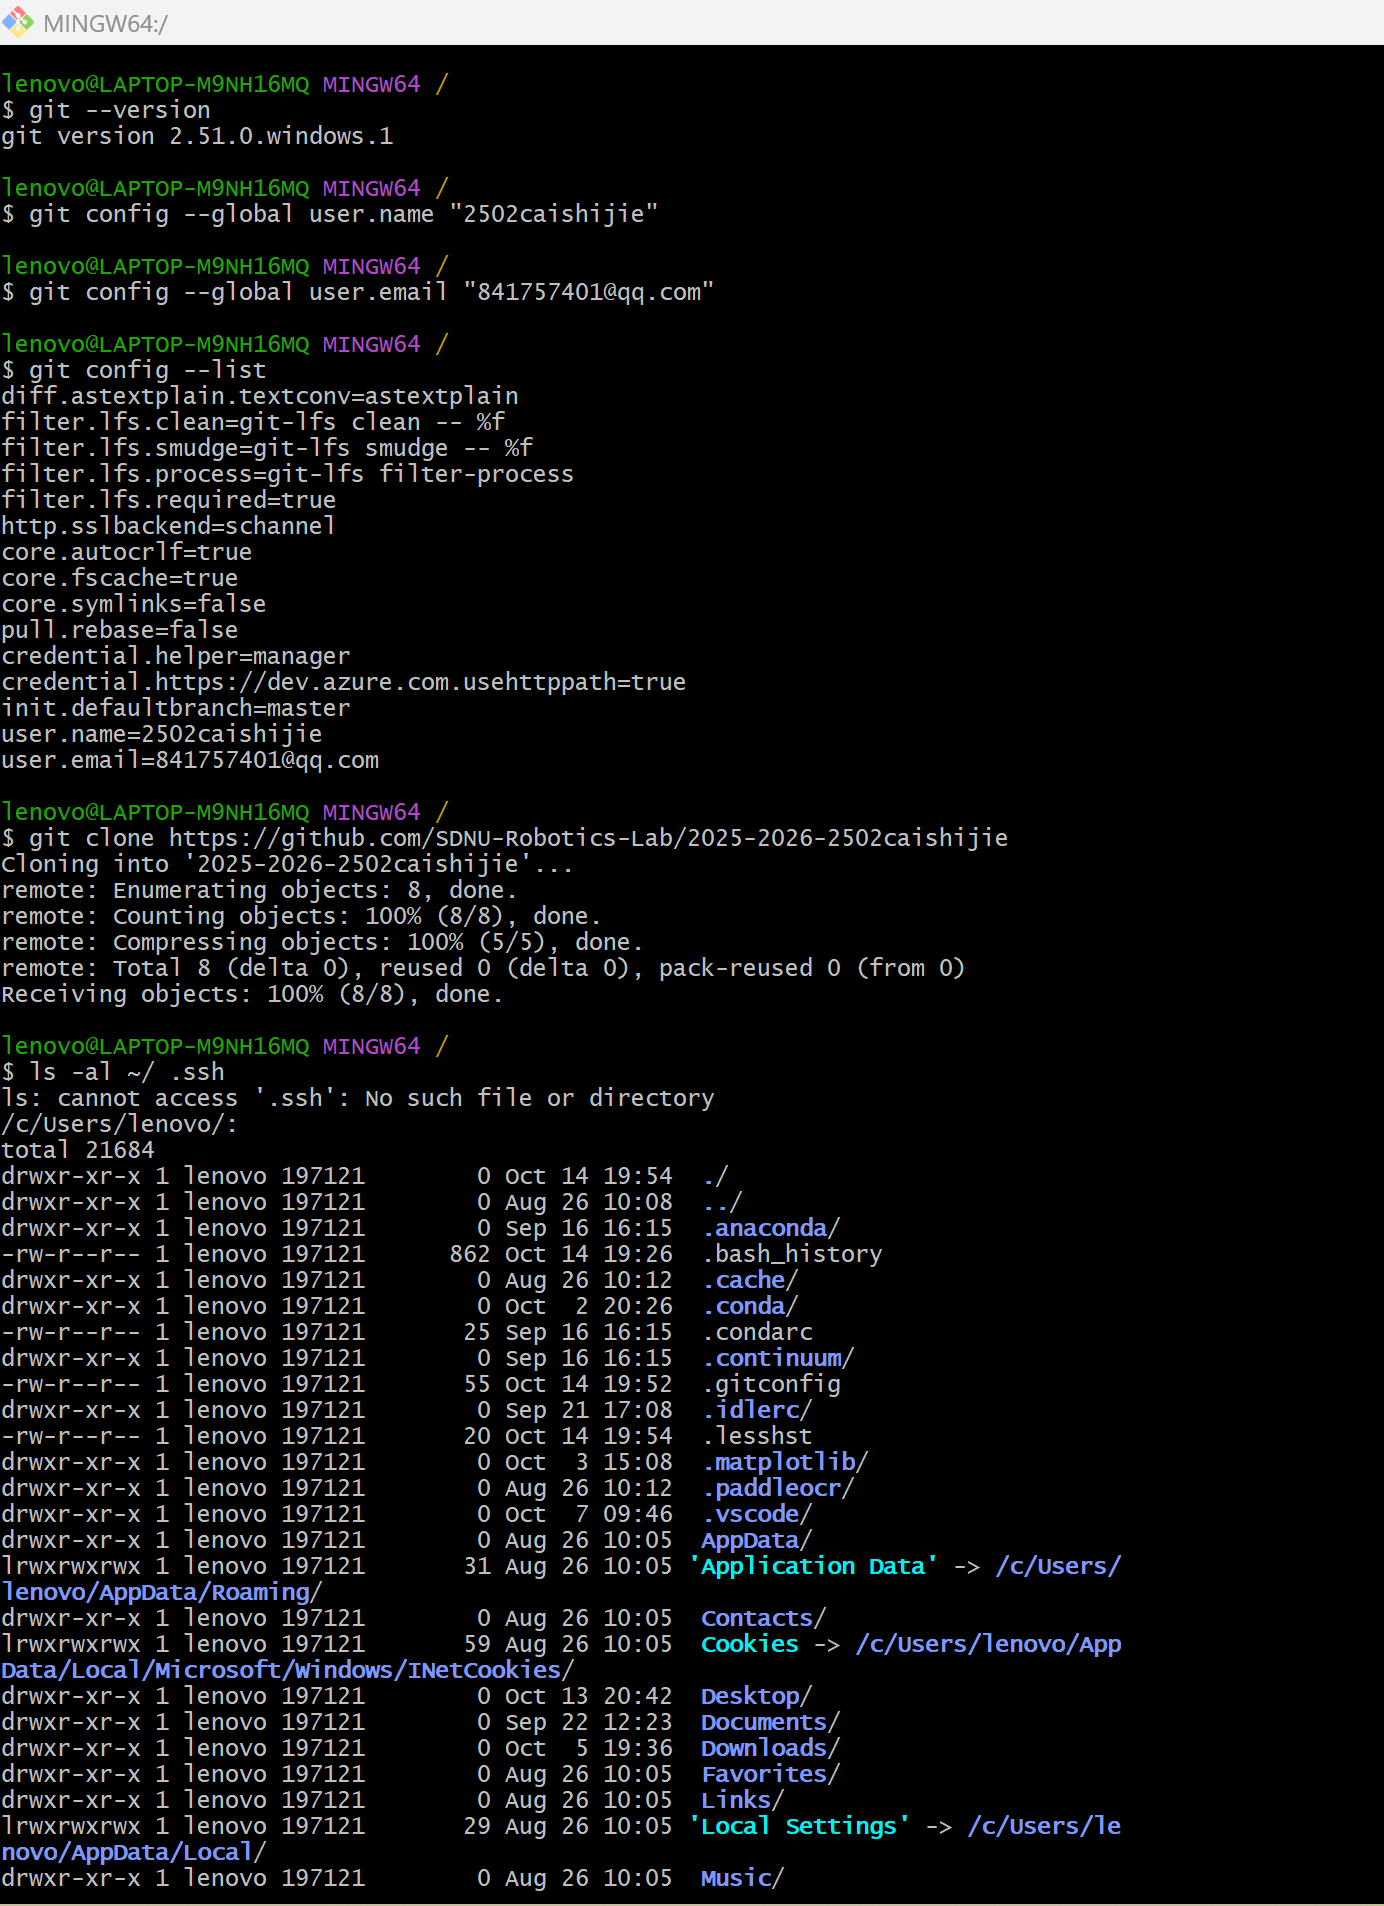 MINGW64:/
lenovo@LAPTOP-M9NH16MQ MINGW64 /
$ git --version
git version 2.51.0.windows.1
lenovo@LAPTOP-M9NH16MQ MINGW64 /
$ git config --global user.name "2502caishijie"
lenovo@LAPTOP-M9NH16MQ MINGW64 /
$ git config --global user.email "841757401@qq.com"
lenovo@LAPTOP-M9NH16MQ MINGW64 /
$ git config --list
diff.astextplain.textconv=astextplain
filter.lfs.clean=git-lfs clean -- %f
filter.lfs.smudge=git-lfs smudge -- %f
filter.lfs.process=git-lfs filter-process
filter.lfs.required=true
http.sslbackend=schannel
core.autocrlf=true
core.fscache=true
core.symlinks=false
pull.rebase=false
credential.helper=manager
credential.https://dev.azure.com.usehttppath=true
init.defaultbranch=master
user.name=2502caishijie
user.email=841757401@qq.com
lenovo@LAPTOP-M9NH16MQ MINGW64 /
$ git clone https://github.com/SDNU-Robotics-Lab/2025-2026-2502caishijie
Cloning into '2025-2026-2502caishijie'...
remote: Enumerating objects: 8, done.
remote: Counting objects: 100% (8/8), done.
remote: Compressing objects: 100% (5/5), done.
remote: Total 8 (delta 0), reused 0 (delta 0), pack-reused 0 (from 0)
Receiving objects: 100% (8/8), done.
lenovo@LAPTOP-M9NH16MQ MINGW64 /
$ ls -al ~/ .ssh
ls: cannot access '.ssh': No such file or directory
/c/Users/lenovo/:
total 21684
drwxr-xr-x 1 lenovo 197121        0 Oct 14 19:54  ./
drwxr-xr-x 1 lenovo 197121        0 Aug 26 10:08  ../
drwxr-xr-x 1 lenovo 197121        0 Sep 16 16:15  .anaconda/
-rw-r--r-- 1 lenovo 197121      862 Oct 14 19:26  .bash_history
drwxr-xr-x 1 lenovo 197121        0 Aug 26 10:12  .cache/
drwxr-xr-x 1 lenovo 197121        0 Oct  2 20:26  .conda/
-rw-r--r-- 1 lenovo 197121       25 Sep 16 16:15  .condarc
drwxr-xr-x 1 lenovo 197121        0 Sep 16 16:15  .continuum/
-rw-r--r-- 1 lenovo 197121       55 Oct 14 19:52  .gitconfig
drwxr-xr-x 1 lenovo 197121        0 Sep 21 17:08  .idlerc/
-rw-r--r-- 1 lenovo 197121       20 Oct 14 19:54  .lesshst
drwxr-xr-x 1 lenovo 197121        0 Oct  3 15:08  .matplotlib/
drwxr-xr-x 1 lenovo 197121        0 Aug 26 10:12  .paddleocr/
drwxr-xr-x 1 lenovo 197121        0 Oct  7 09:46  .vscode/
drwxr-xr-x 1 lenovo 197121        0 Aug 26 10:05  AppData/
lrwxrwxrwx 1 lenovo 197121       31 Aug 26 10:05 'Application Data' -> /c/Users/
lenovo/AppData/Roaming/
drwxr-xr-x 1 lenovo 197121        0 Aug 26 10:05  Contacts/
lrwxrwxrwx 1 lenovo 197121       59 Aug 26 10:05  Cookies -> /c/Users/lenovo/App
Data/Local/Microsoft/Windows/INetCookies/
drwxr-xr-x 1 lenovo 197121        0 Oct 13 20:42  Desktop/
drwxr-xr-x 1 lenovo 197121        0 Sep 22 12:23  Documents/
drwxr-xr-x 1 lenovo 197121        0 Oct  5 19:36  Downloads/
drwxr-xr-x 1 lenovo 197121        0 Aug 26 10:05  Favorites/
drwxr-xr-x 1 lenovo 197121        0 Aug 26 10:05  Links/
lrwxrwxrwx 1 lenovo 197121       29 Aug 26 10:05 'Local Settings' -> /c/Users/le
novo/AppData/Local/
drwxr-xr-x 1 lenovo 197121        0 Aug 26 10:05  Music/